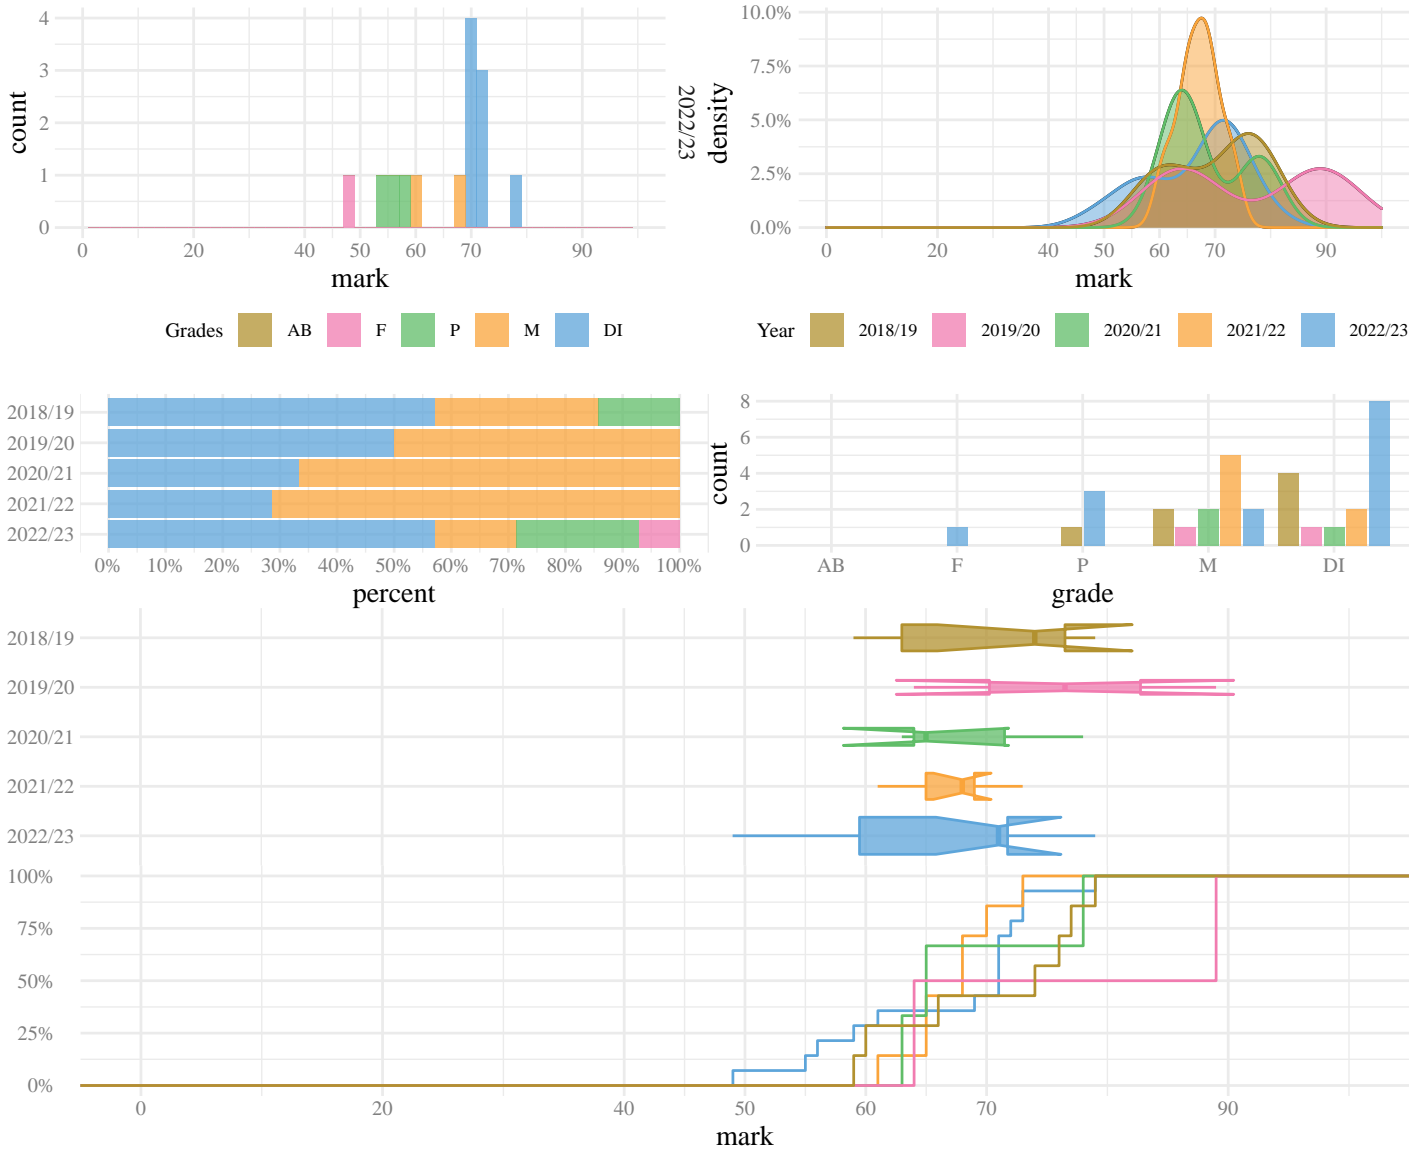 4
3
2
1
0
count
0 20 40 50 60 70 90
mark
2022/23
10.0%
7.5%
5.0%
2.5%
0.0%
density
0 20 40 50 60 70 90
mark
Grades AB F P M DI
Year 2018/19 2019/20 2020/21 2021/22 2022/23
2018/19
2019/20
2020/21
2021/22
2022/23
0% 10% 20% 30% 40% 50% 60% 70% 80% 90% 100%
percent
8
6
4
2
0
count
AB F P M DI
grade
2018/19
2019/20
2020/21
2021/22
2022/23
100%
75%
50%
25%
0%
0 20 40 50 60 70 90
mark